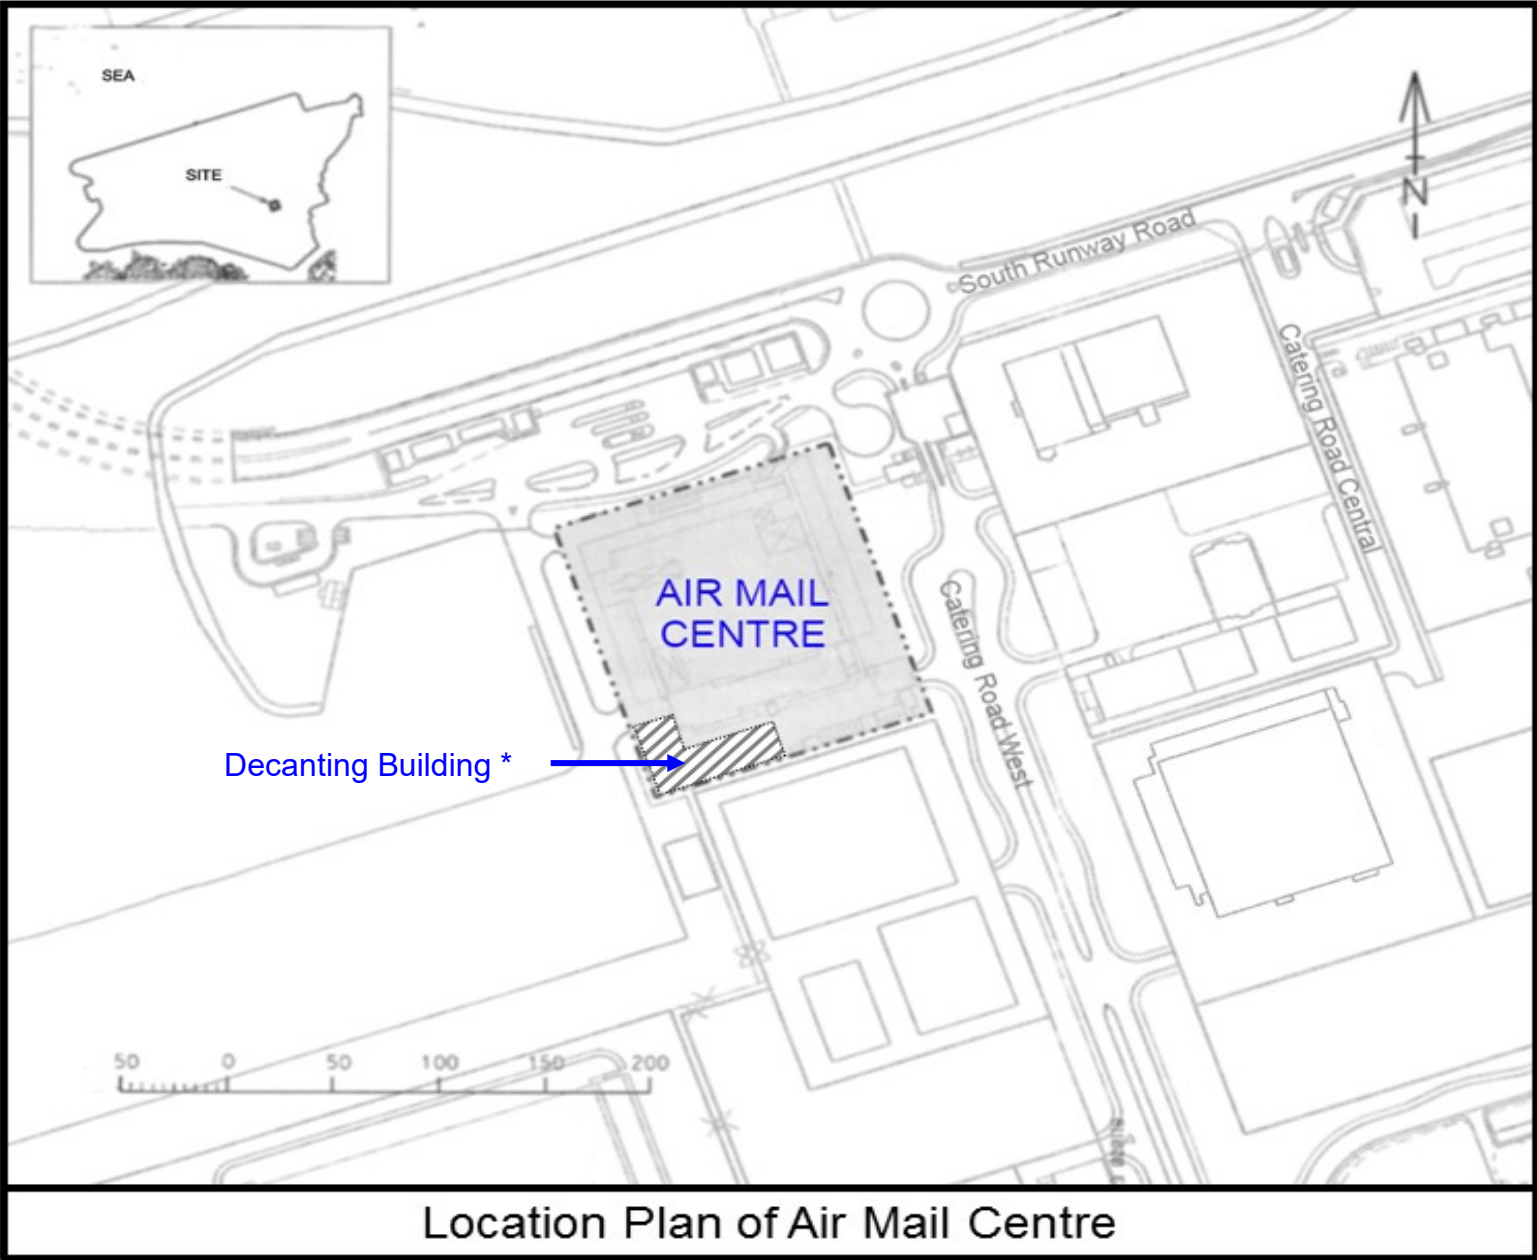 SEA
SITE
N
South Runway Road
Catering Road Central
AIR MAIL
CENTRE
Catering Road West
Decanting Building *
50 0 50 100 150 200
Location Plan of Air Mail Centre